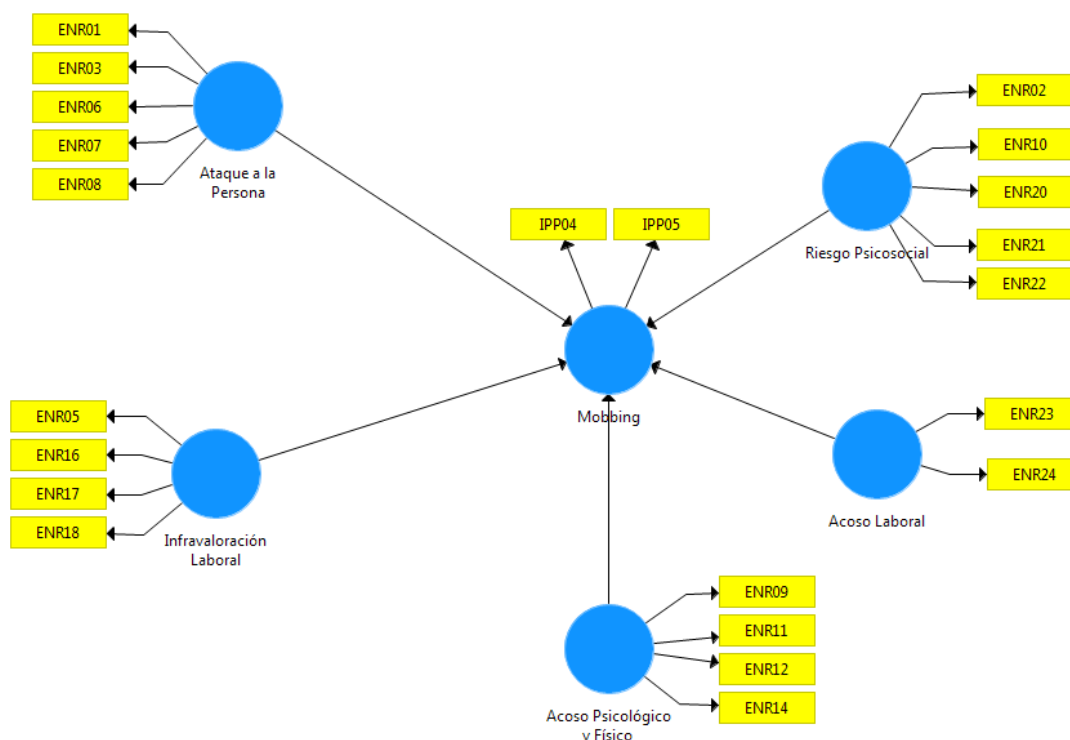 ENR01
ENR03
ENR06
ENR07
ENR08
Ataque a la
Persona
ENR02
ENR10
ENR20
ENR21
ENR22
Riesgo Psicosocial
IPP04
IPP05
Mobbing
ENR05
ENR16
ENR17
ENR18
Infravaloración
Laboral
ENR23
ENR24
Acoso Laboral
ENR09
ENR11
ENR12
ENR14
Acoso Psicológico
y Físico